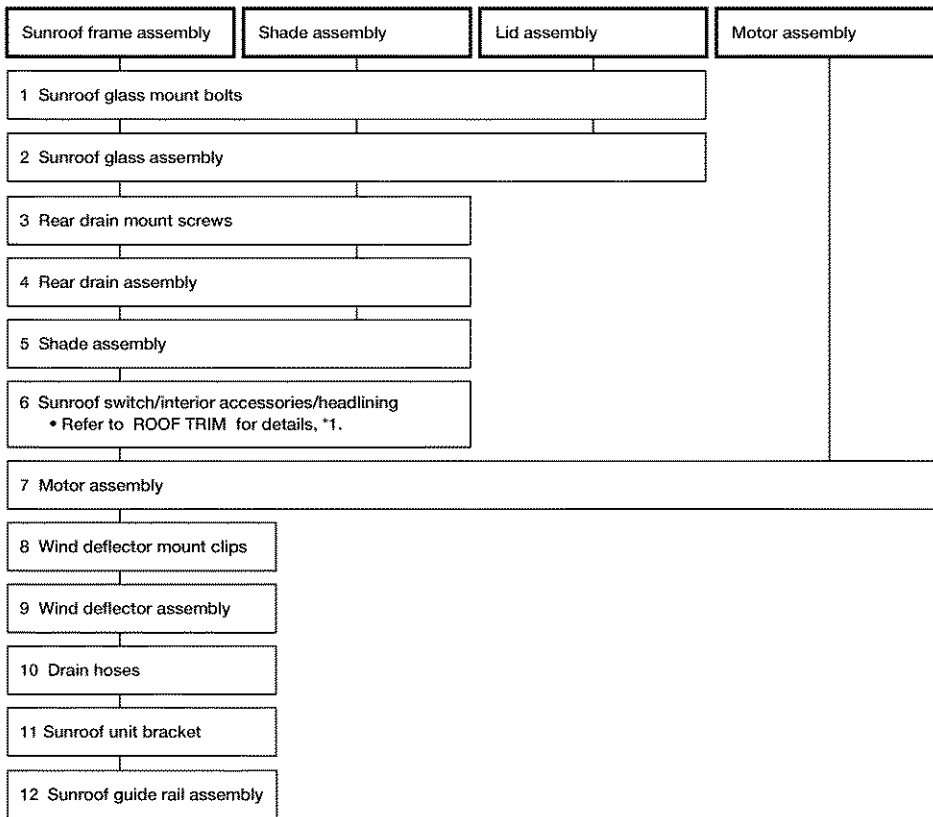 Sunroof frame assembly
Shade assembly
Lid assembly
Motor assembly
1 Sunroof glass mount bolts
2 Sunroof glass assembly
3 Rear drain mount screws
4 Rear drain assembly
5 Shade assembly
6 Sunroof switch/interior accessories/headlining
• Refer to ROOF TRIM for details, *1.
7 Motor assembly
8 Wind deflector mount clips
9 Wind deflector assembly
10 Drain hoses
11 Sunroof unit bracket
12 Sunroof guide rail assembly